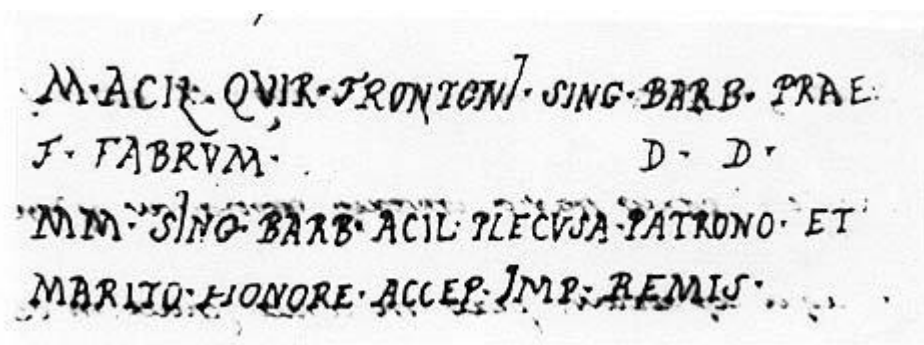 M·ACIL·QVIR·FRONTONI·SING·BARB·PRAE
F·FABRVM· D· D·
MM·SING·BARB·ACIL·PLECVSA·PATRONO·ET
MARITO·HONORE·ACCEP·IMP·REMIS·